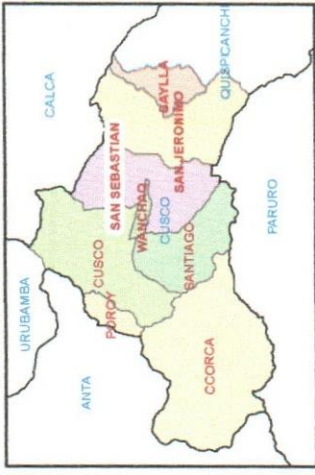 URUBAMBA
CALCA
ANTA
POROY
CUSCO
SAN SEBASTIAN
WANCHAQ
CUSCO
SAN JERONIMO
SAYLLA
QUISPICANCHI
SANTIAGO
CCORCA
PARURO